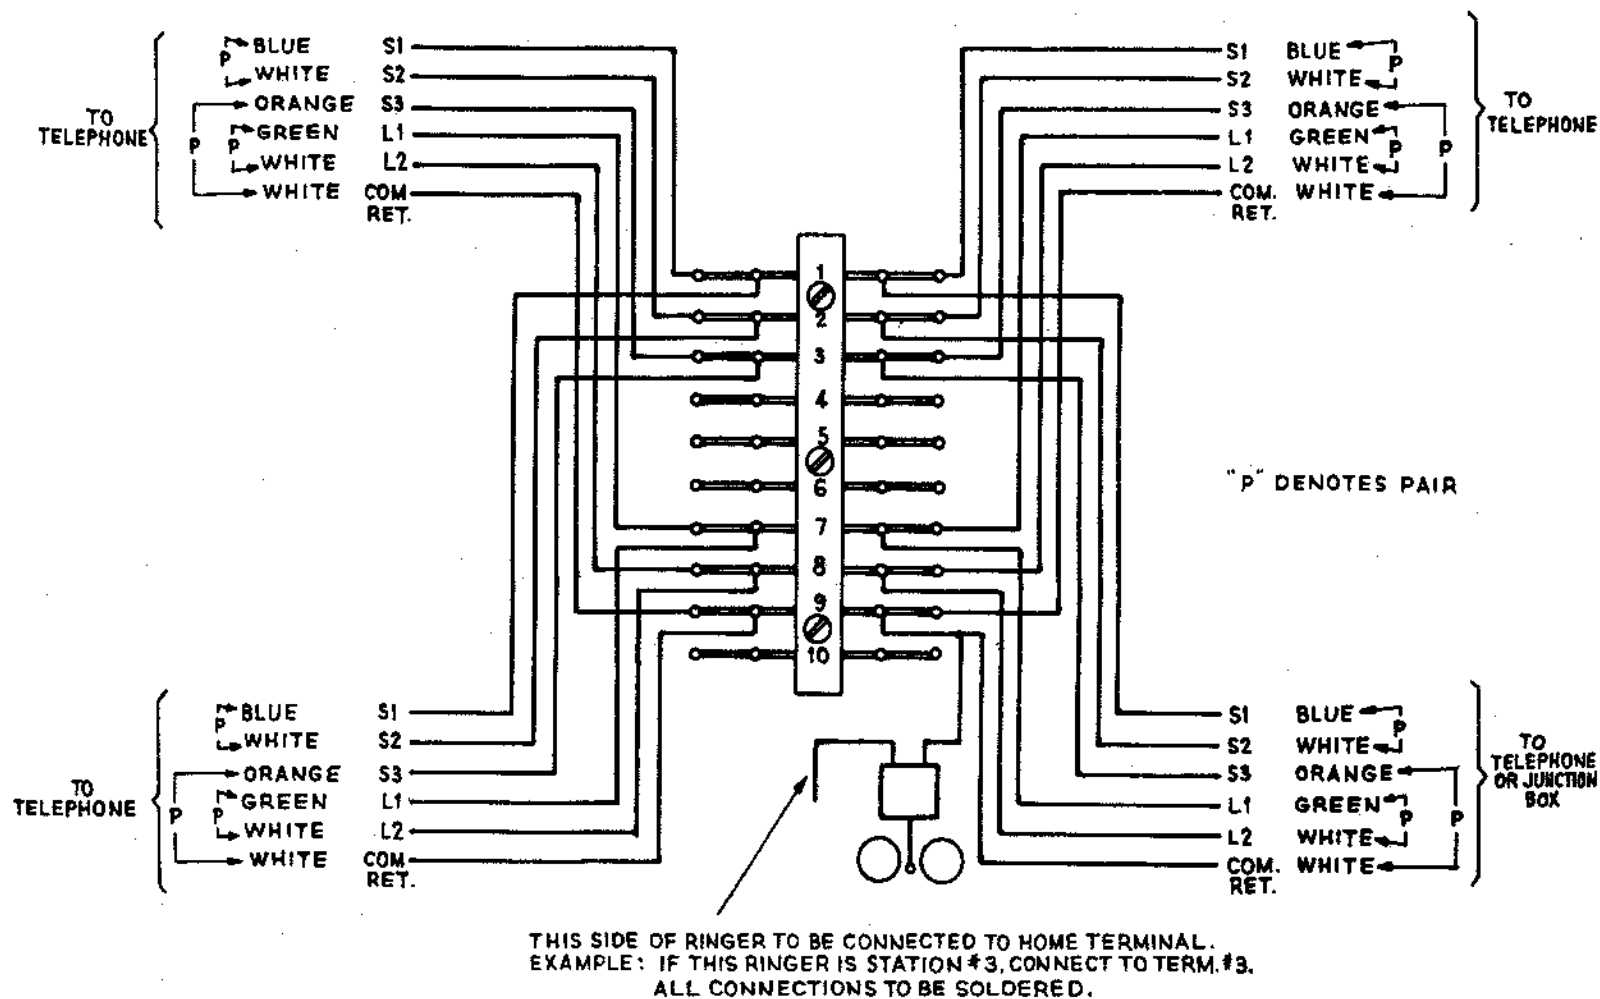 BLUE S1
P
WHITE S2
ORANGE S3
GREEN L1
P P
WHITE L2
WHITE COM
RET.
TO
TELEPHONE
S1 BLUE
P
S2 WHITE
S3 ORANGE
L1 GREEN
P P
L2 WHITE
COM. WHITE
RET.
TO
TELEPHONE
1
2
3
4
5
6
7
8
9
10
"P" DENOTES PAIR
BLUE S1
P
WHITE S2
ORANGE S3
GREEN L1
P P
WHITE L2
WHITE COM
RET.
TO
TELEPHONE
S1 BLUE
P
S2 WHITE
S3 ORANGE
L1 GREEN
P P
L2 WHITE
COM. WHITE
RET.
TO
TELEPHONE
OR JUNCTION
BOX
THIS SIDE OF RINGER TO BE CONNECTED TO HOME TERMINAL.
EXAMPLE: IF THIS RINGER IS STATION #3, CONNECT TO TERM. #3.
ALL CONNECTIONS TO BE SOLDERED.